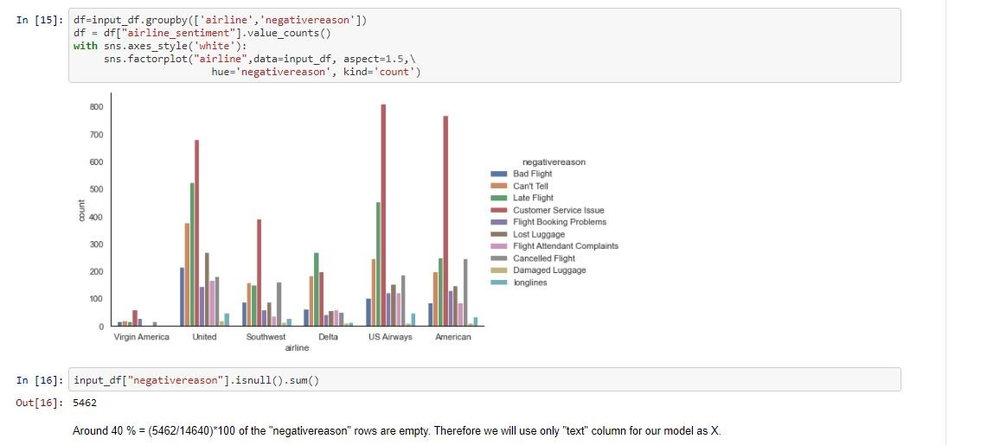 In [15]: df=input_df.groupby(['airline','negativereason'])
df = df["airline_sentiment"].value_counts()
with sns.axes_style('white'):
sns.factorplot("airline",data=input_df, aspect=1.5,\
hue='negativereason', kind='count')
800
700
600
500
400
300
200
100
0
count
Virgin America United Southwest Delta US Airways American
airline
negativereason
Bad Flight
Can't Tell
Late Flight
Customer Service Issue
Flight Booking Problems
Lost Luggage
Flight Attendant Complaints
Cancelled Flight
Damaged Luggage
longlines
In [16]: input_df["negativereason"].isnull().sum()
Out[16]: 5462
Around 40 % = (5462/14640)*100 of the "negativereason" rows are empty. Therefore we will use only "text" column for our model as X.